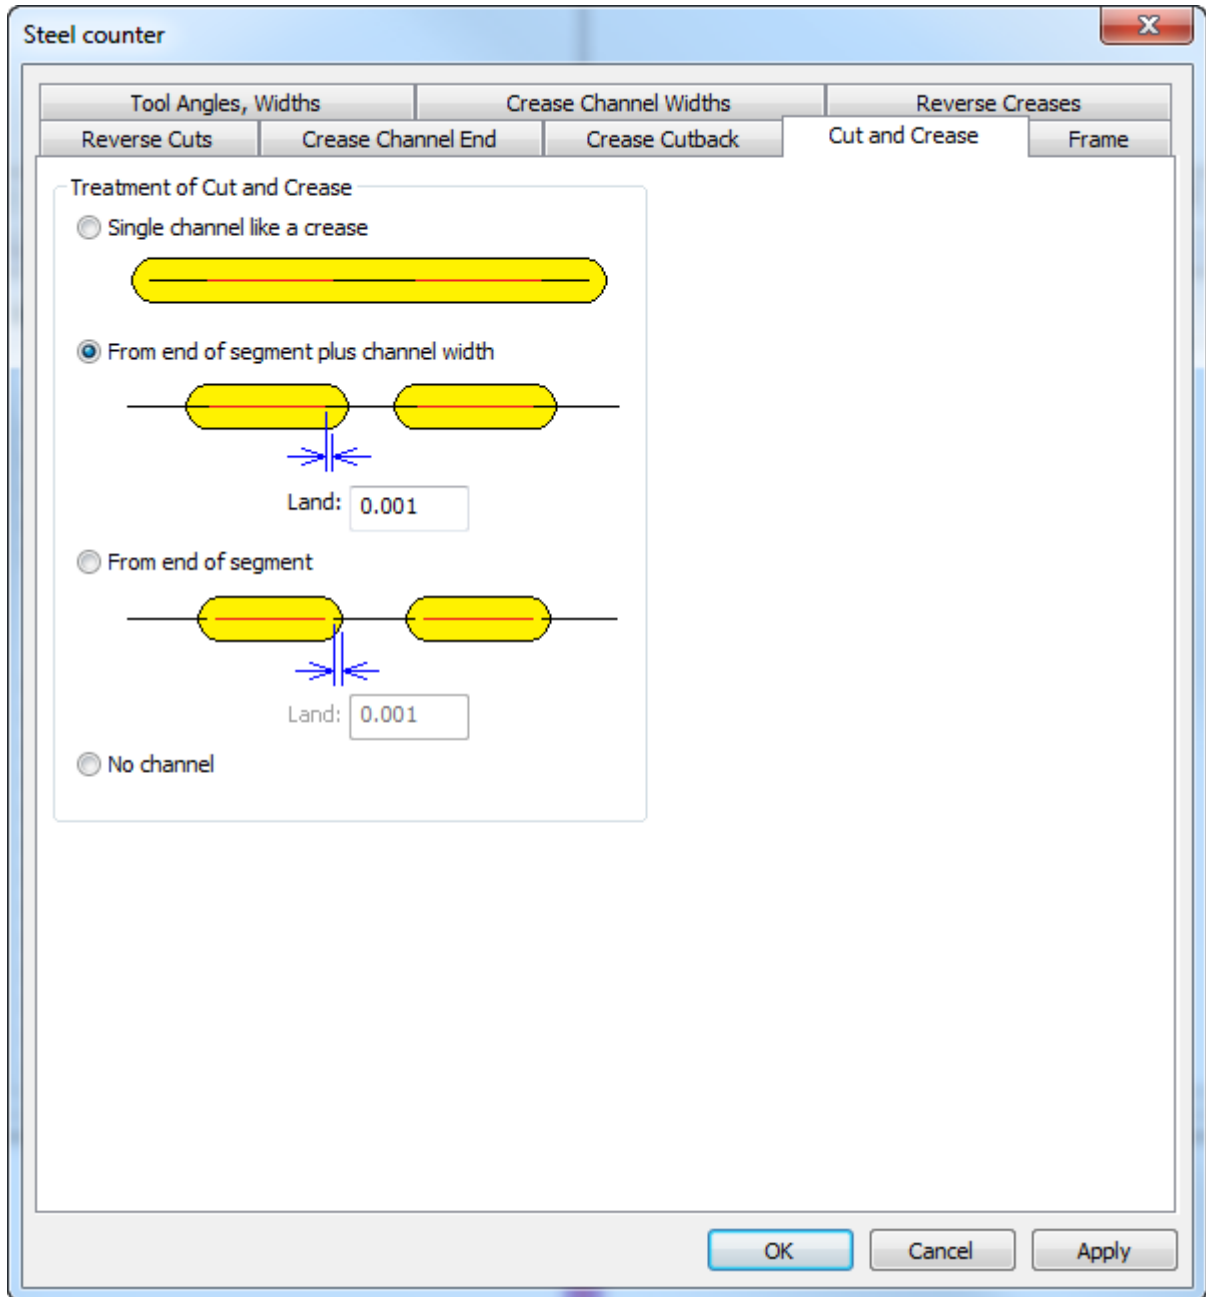 Steel counter
Tool Angles, Widths
Crease Channel Widths
Reverse Creases
Reverse Cuts
Crease Channel End
Crease Cutback
Cut and Crease
Frame
Treatment of Cut and Crease
Single channel like a crease
From end of segment plus channel width
Land: 0.001
From end of segment
Land: 0.001
No channel
OK
Cancel
Apply